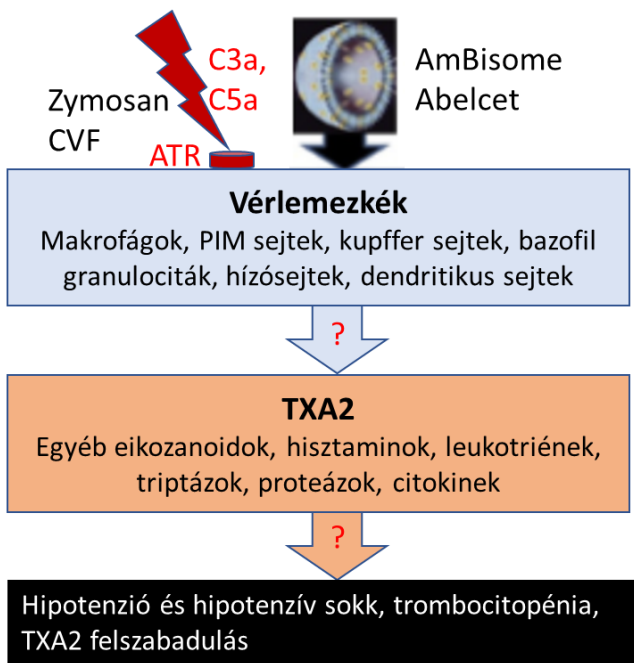 C3a,
C5a
AmBisome
Abelcet
Zymosan
CVF
ATR
Vérlemezkék
Makrofágok, PIM sejtek, kupffer sejtek, bazofil
granulociták, hízósejtek, dendritikus sejtek
?
TXA2
Egyéb eikozanoidok, hisztaminok, leukotriének,
triptázok, proteázok, citokinek
?
Hipotenzió és hipotenzív sokk, trombocitopénia,
TXA2 felszabadulás